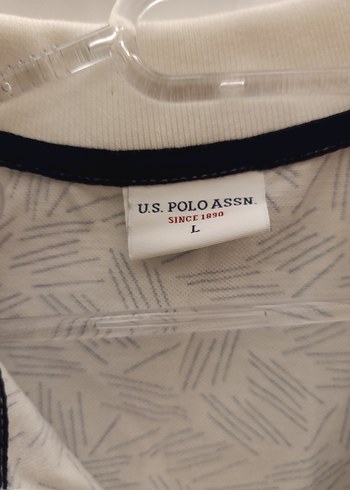 U.S. POLO ASSN.
SINCE 1890
L